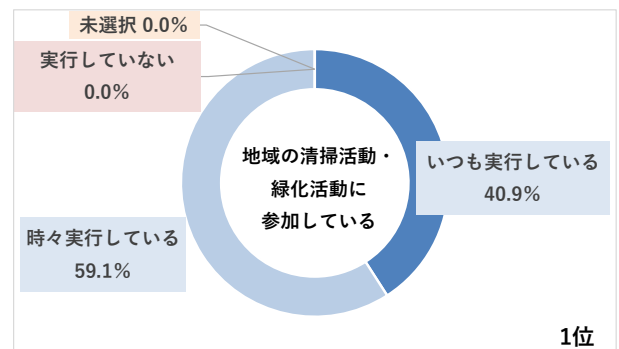 未選択 0.0%
実行していない
0.0%
地域の清掃活動・
緑化活動に
参加している
いつも実行している
40.9%
時々実行している
59.1%
1位